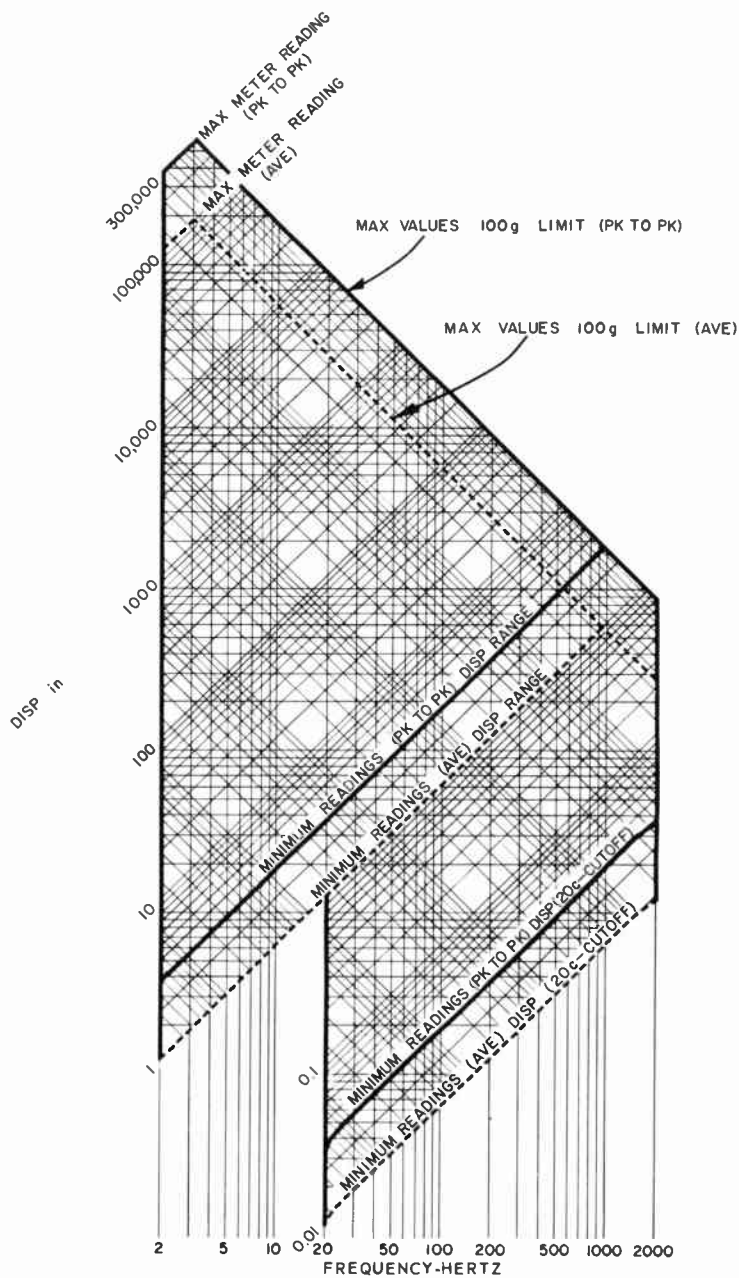 MAX METER READING
(PK TO PK)
MAX METER READING
(AVE)
MAX VALUES 100g LIMIT (PK TO PK)
MAX VALUES 100g LIMIT (AVE)
300,000
100,000
10,000
1000
100
10
1
0.1
0.01
DISP in
MINIMUM READINGS (PK TO PK) DISP RANGE
MINIMUM READINGS (AVE) DISP RANGE
MINIMUM READINGS (PK TO PK) DISP (20c-CUTOFF)
MINIMUM READINGS (AVE) DISP (20c-CUTOFF)
2 5 10 20 50 100 200 500 1000 2000
FREQUENCY-HERTZ